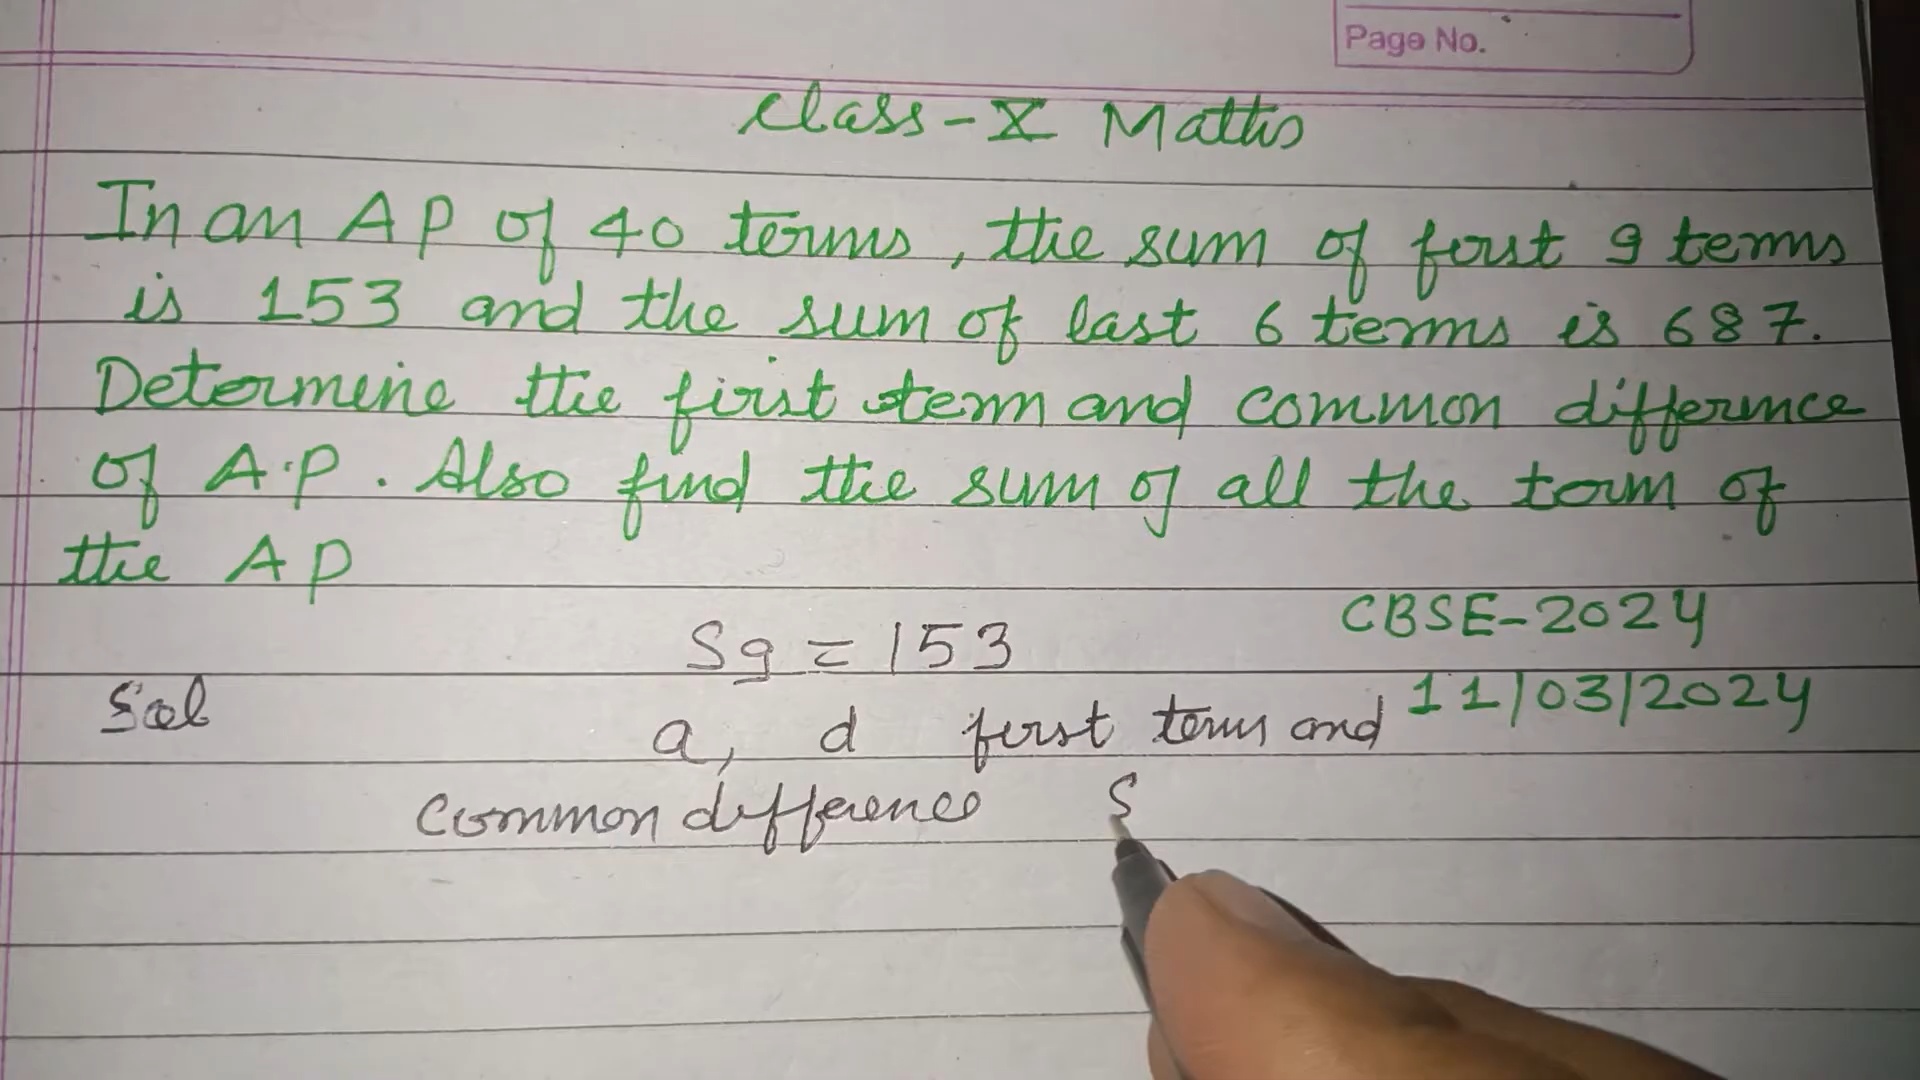 Page No.
Class-X Maths
In an AP of 40 terms, the sum of first 9 terms
is 153 and the sum of last 6 terms is 687.
Determine the first term and common difference
of A.P. Also find the sum of all the term of
the AP
CBSE-2024
S9 = 153
11/03/2024
Sol
a, d first term and
common difference S